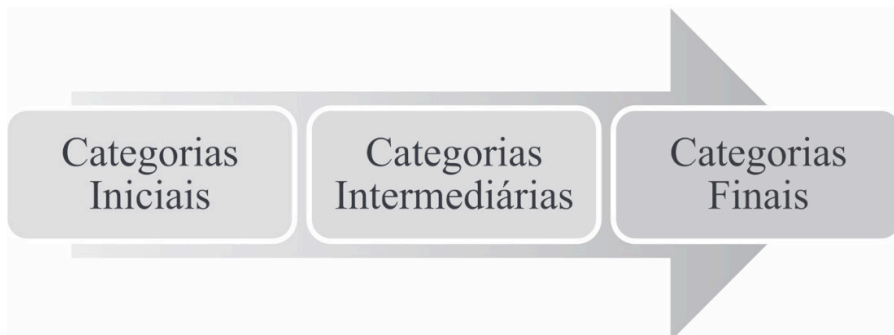 Categorias
Iniciais
Categorias
Intermediárias
Categorias
Finais